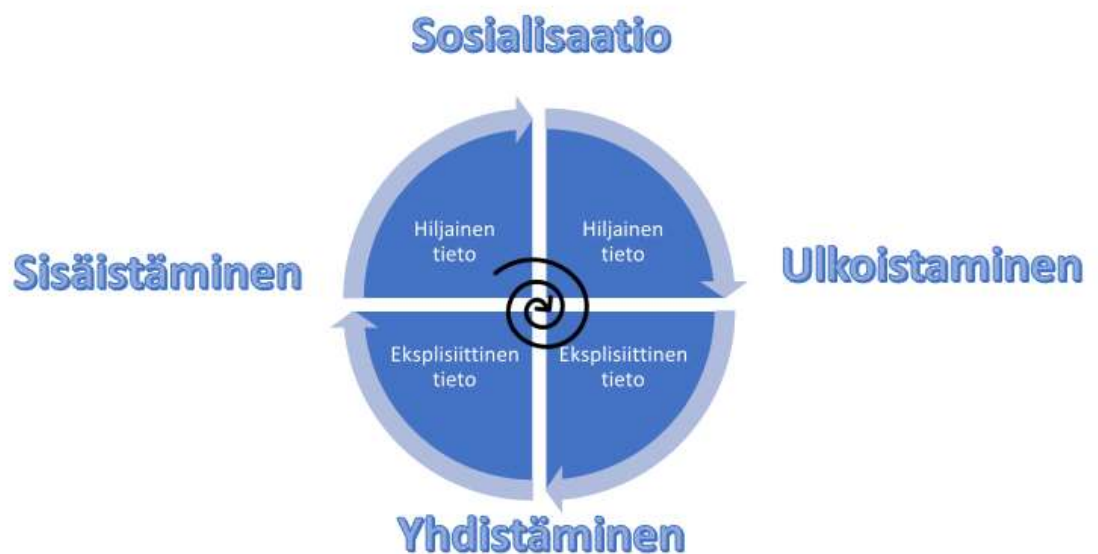 Sosialisaatio
Hiljainen
tieto
Hiljainen
tieto
Sisäistäminen
Ulkoistaminen
Eksplisiittinen
tieto
Eksplisiittinen
tieto
Yhdistäminen